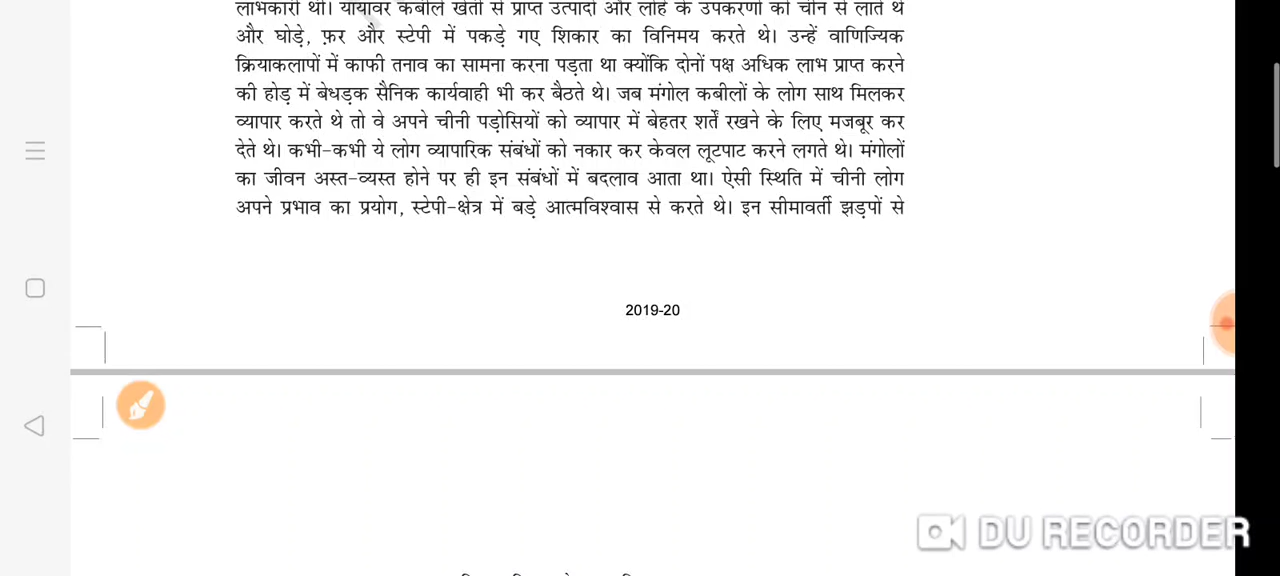 लाभकारी थी। यायावर कबीले खेती से प्राप्त उत्पादों और लोहे के उपकरणों को चीन से लाते थे
और घोड़े, फ़र और स्टेपी में पकड़े गए शिकार का विनिमय करते थे। उन्हें वाणिज्यिक
क्रियाकलापों में काफी तनाव का सामना करना पड़ता था क्योंकि दोनों पक्ष अधिक लाभ प्राप्त करने
की होड़ में बेधड़क सैनिक कार्यवाही भी कर बैठते थे। जब मंगोल कबीलों के लोग साथ मिलकर
व्यापार करते थे तो वे अपने चीनी पड़ोसियों को व्यापार में बेहतर शर्तें रखने के लिए मजबूर कर
देते थे। कभी-कभी ये लोग व्यापारिक संबंधों को नकार कर केवल लूटपाट करने लगते थे। मंगोलों
का जीवन अस्त-व्यस्त होने पर ही इन संबंधों में बदलाव आता था। ऐसी स्थिति में चीनी लोग
अपने प्रभाव का प्रयोग, स्टेपी-क्षेत्र में बड़े आत्मविश्वास से करते थे। इन सीमावर्ती झड़पों से
2019-20
DU RECORDER